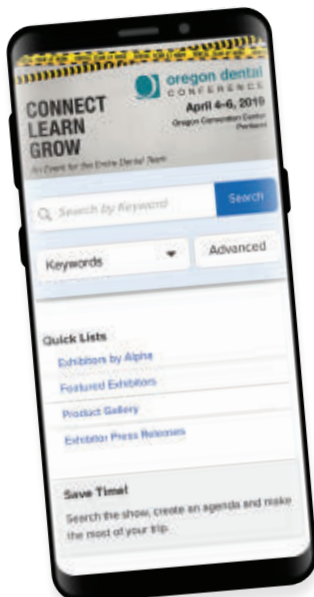 CONNECT
LEARN
GROW
An Event for the Entire Dental Team
oregon dental
CONFERENCE
April 4–6, 2019
Oregon Convention Center
Portland
Search by Keyword
Search
Keywords
Advanced
Quick Lists
Exhibitors by Alpha
Featured Exhibitors
Product Gallery
Exhibitor Press Releases
Save Time!
Search the show, create an agenda and make
the most of your trip.